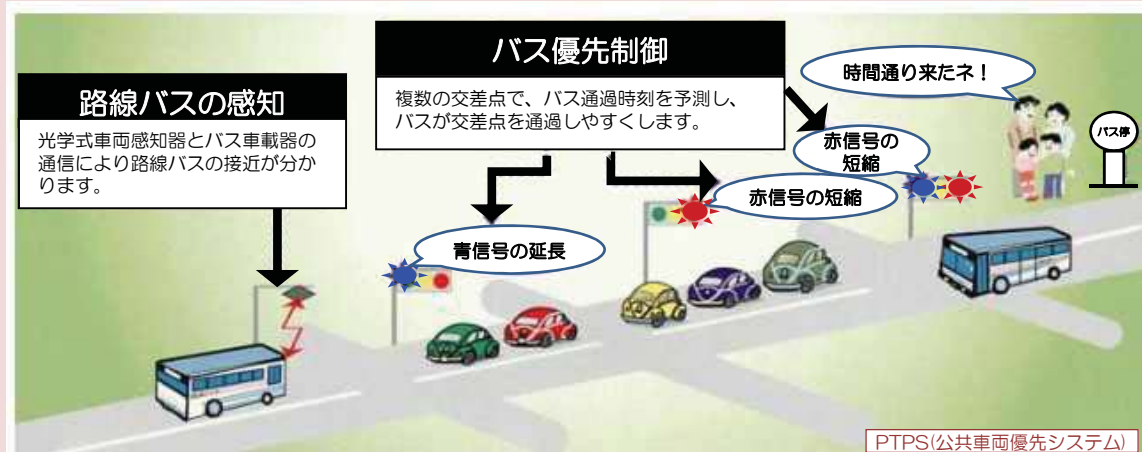 バス優先制御
複数の交差点で、バス通過時刻を予測し、
バスが交差点を通過しやすくします。
路線バスの感知
光学式車両感知器とバス車載器の
通信により路線バスの接近が分か
ります。
時間通り来たネ！
バス停
赤信号の
短縮
赤信号の短縮
青信号の延長
PTPS(公共車両優先システム)